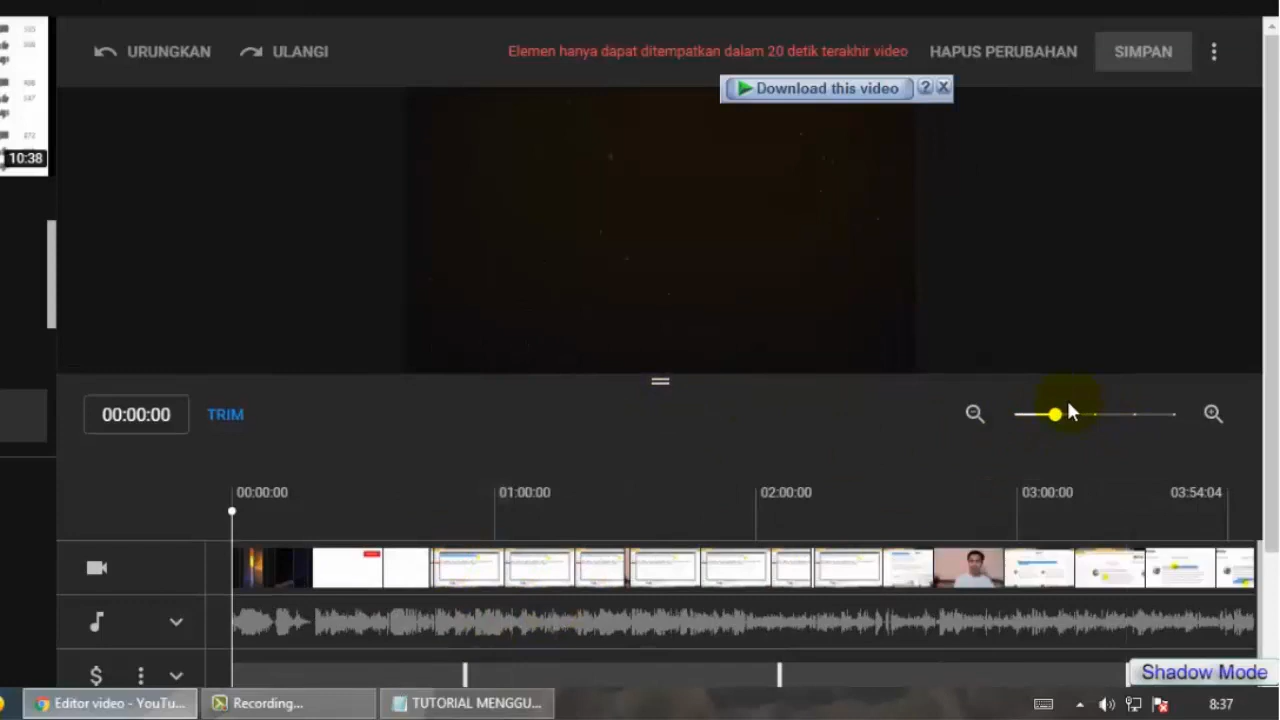 URUNGKAN
ULANGI
Elemen hanya dapat ditempatkan dalam 20 detik terakhir video
HAPUS PERUBAHAN
SIMPAN
Download this video
?
X
10:38
00:00:00
TRIM
00:00:00
01:00:00
02:00:00
03:00:00
03:54:04
$
Shadow Mode
Editor video - YouTu...
Recording...
TUTORIAL MENGGU...
8:37